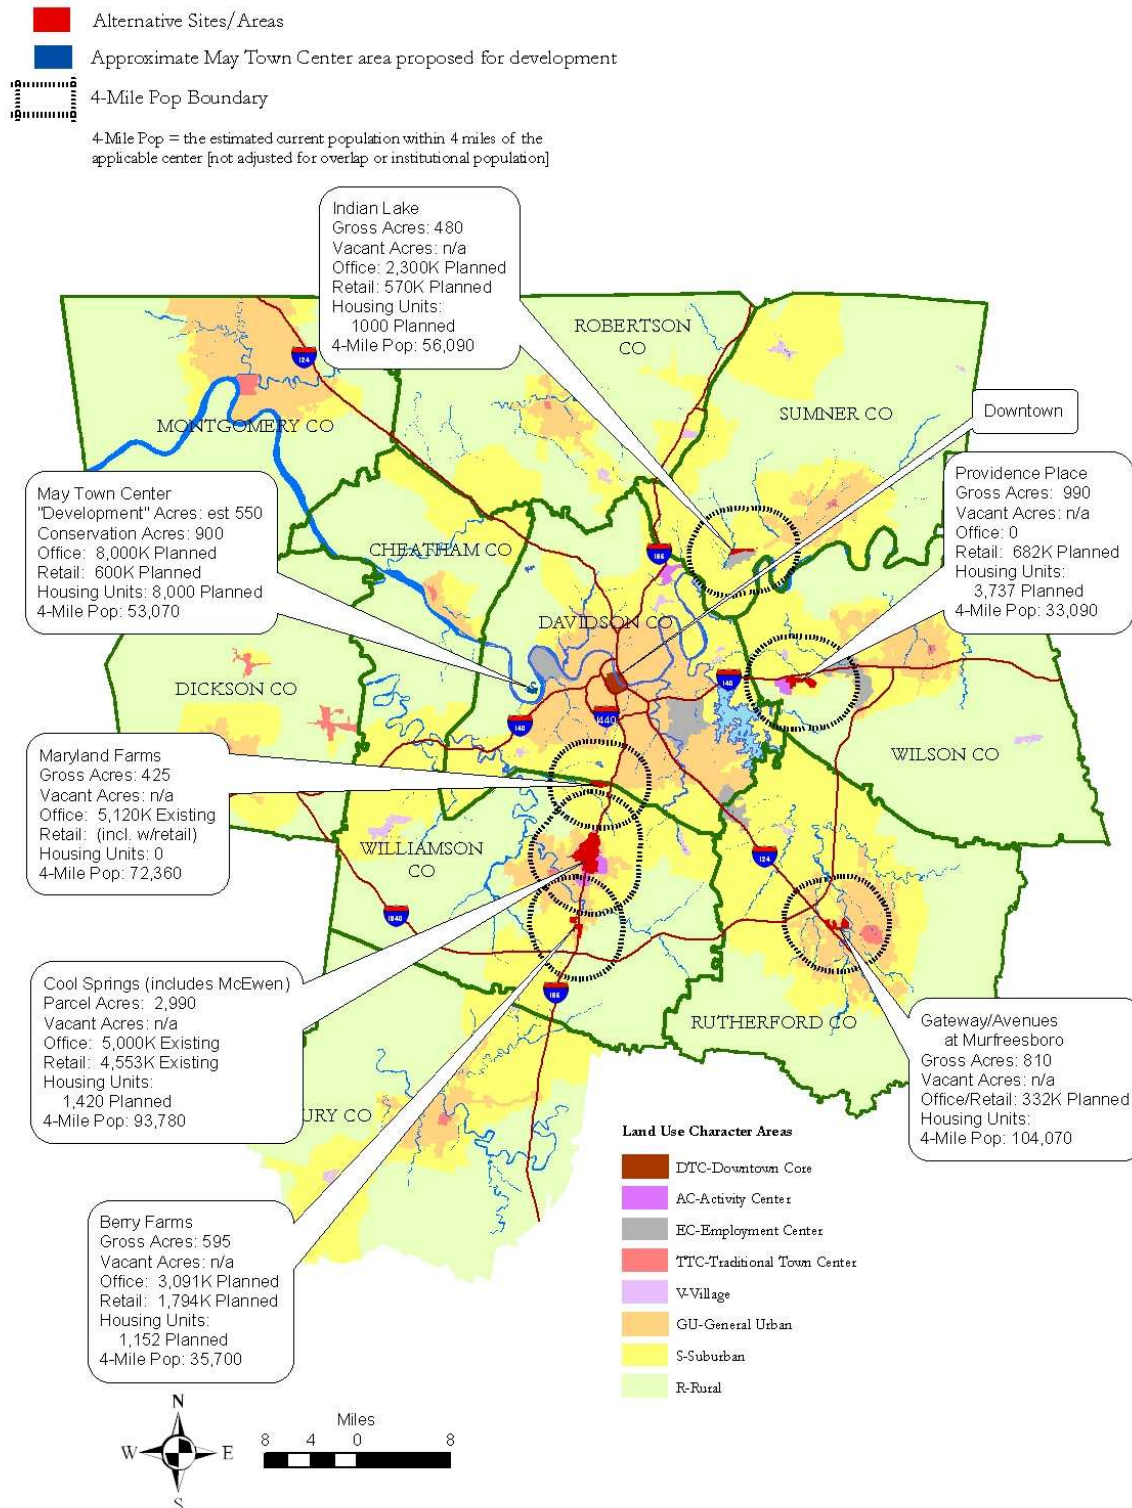 Alternative Sites/Areas
Approximate May Town Center area proposed for development
4-Mile Pop Boundary
4-Mile Pop = the estimated current population within 4 miles of the
applicable center [not adjusted for overlap or institutional population]
Indian Lake
Gross Acres: 480
Vacant Acres: n/a
Office: 2,300K Planned
Retail: 570K Planned
Housing Units:
1000 Planned
4-Mile Pop: 56,090
ROBERTSON
CO
124
SUMNER CO
Downtown
MONTGOMERY CO
May Town Center
"Development" Acres: est 550
Conservation Acres: 900
Office: 8,000K Planned
Retail: 600K Planned
Housing Units: 8,000 Planned
4-Mile Pop: 53,070
Providence Place
Gross Acres: 990
Vacant Acres: n/a
Office: 0
Retail: 682K Planned
Housing Units:
3,737 Planned
4-Mile Pop: 33,090
CHEATHAM CO
186
DAVIDSON CO
DICKSON CO
140
140
I440
WILSON CO
Maryland Farms
Gross Acres: 425
Vacant Acres: n/a
Office: 5,120K Existing
Retail: (incl. w/retail)
Housing Units: 0
4-Mile Pop: 72,360
WILLIAMSON
CO
124
1840
Cool Springs (includes McEwen)
Parcel Acres: 2,990
Vacant Acres: n/a
Office: 5,000K Existing
Retail: 4,553K Existing
Housing Units:
1,420 Planned
4-Mile Pop: 93,780
186
RUTHERFORD CO
Gateway/Avenues
at Murfreesboro
Gross Acres: 810
Vacant Acres: n/a
Office/Retail: 332K Planned
Housing Units:
4-Mile Pop: 104,070
URY CO
Berry Farms
Gross Acres: 595
Vacant Acres: n/a
Office: 3,091K Planned
Retail: 1,794K Planned
Housing Units:
1,152 Planned
4-Mile Pop: 35,700
Land Use Character Areas
DTC-Downtown Core
AC-Activity Center
EC-Employment Center
TTC-Traditional Town Center
V-Village
GU-General Urban
S-Suburban
R-Rural
N
W E
S
Miles
8 4 0 8